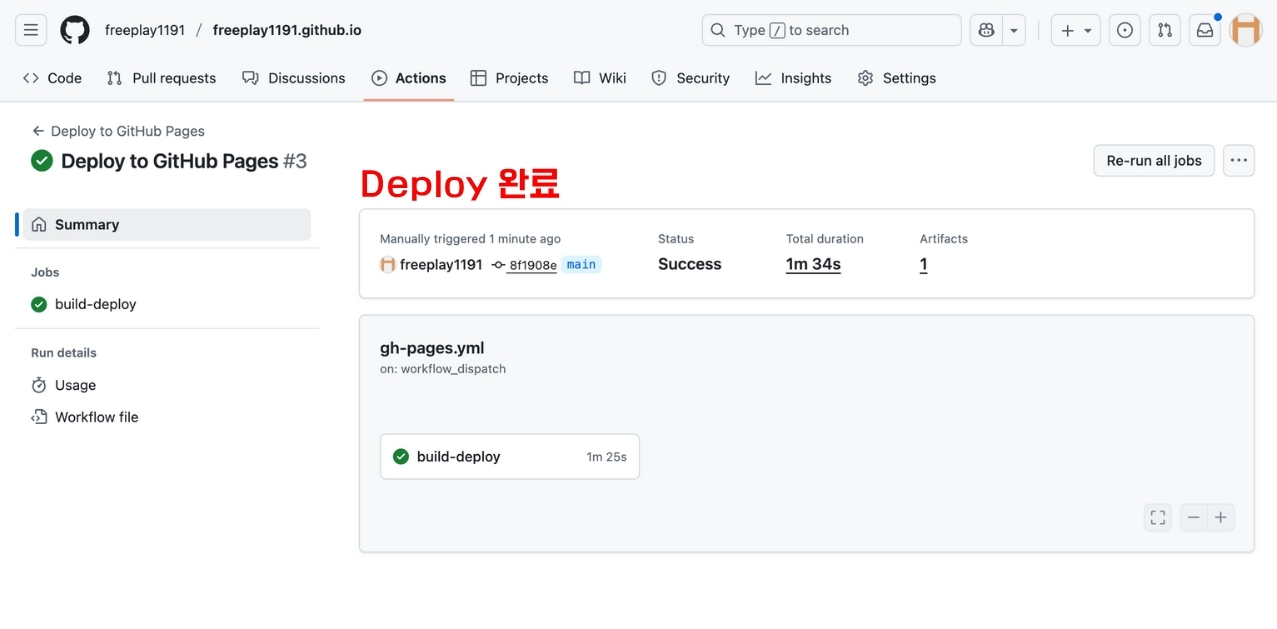 freeplay1191 / freeplay1191.github.io
Type / to search
Code Pull requests Discussions Actions Projects Wiki Security Insights Settings
← Deploy to GitHub Pages
Deploy to GitHub Pages #3
Re-run all jobs
Deploy 완료
Summary
Jobs
build-deploy
Run details
Usage
Workflow file
Manually triggered 1 minute ago
freeplay1191 8f1908e main
Status
Success
Total duration
1m 34s
Artifacts
1
gh-pages.yml
on: workflow_dispatch
build-deploy 1m 25s